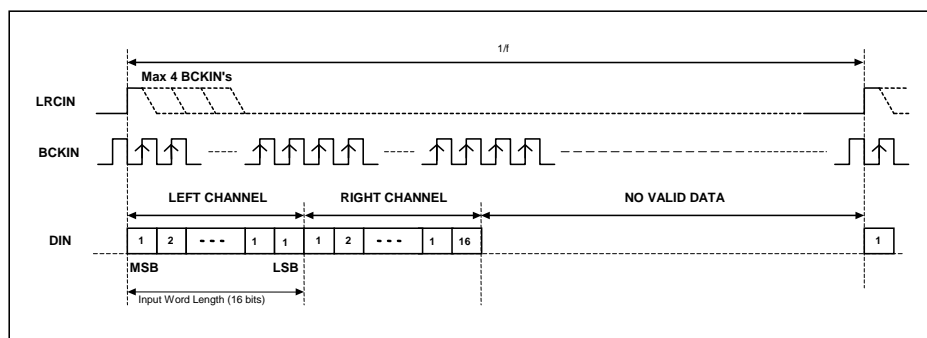 1/f
Max 4 BCKIN's
LRCIN
BCKIN
LEFT CHANNEL RIGHT CHANNEL NO VALID DATA
DIN 1 2 1 1 1 2 1 16 1
MSB LSB
Input Word Length (16 bits)